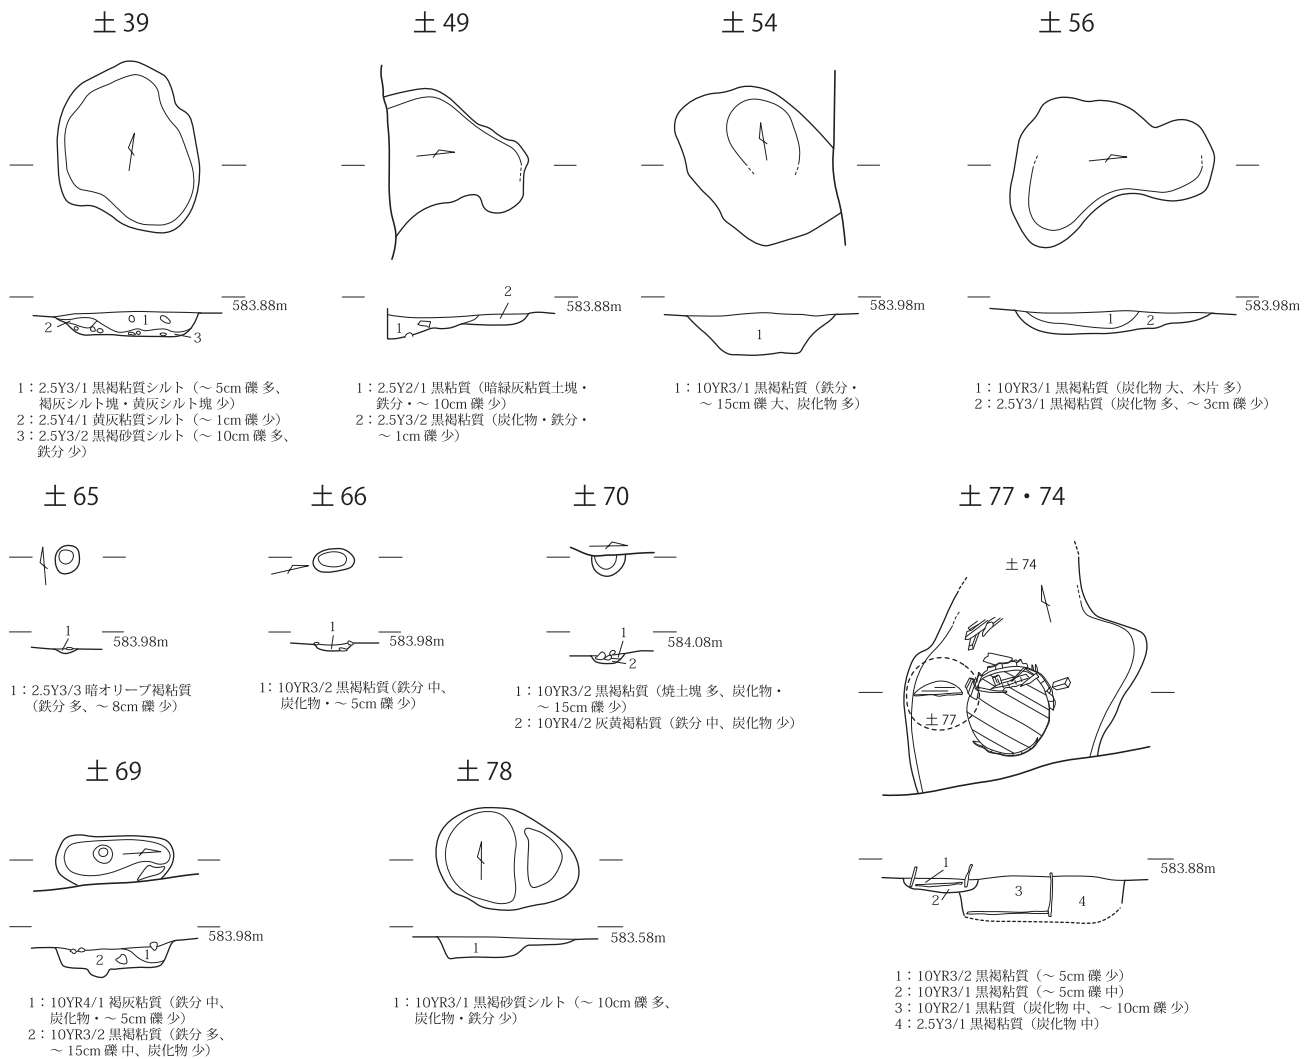 土 39
1
2
3
583.88m
1：2.5Y3/1 黒褐粘質シルト（～ 5cm 礫 多、
褐灰シルト塊・黄灰シルト塊 少）
2：2.5Y4/1 黄灰粘質シルト（～ 1cm 礫 少）
3：2.5Y3/2 黒褐砂質シルト（～ 10cm 礫 多、
鉄分 少）
土 49
2
1
583.88m
1：2.5Y2/1 黒粘質（暗緑灰粘質土塊・
鉄分・～ 10cm 礫 少）
2：2.5Y3/2 黒褐粘質（炭化物・鉄分・
～ 1cm 礫 少）
土 54
1
583.98m
1：10YR3/1 黒褐粘質（鉄分・
～ 15cm 礫 大、炭化物 多）
土 56
1
2
583.98m
1：10YR3/1 黒褐粘質（炭化物 大、木片 多）
2：2.5Y3/1 黒褐粘質（炭化物 多、～ 3cm 礫 少）
土 65
1
583.98m
1：2.5Y3/3 暗オリーブ褐粘質
（鉄分 多、～ 8cm 礫 少）
土 66
1
583.98m
1：10YR3/2 黒褐粘質（鉄分 中、
炭化物・～ 5cm 礫 少）
土 70
1
2
584.08m
1：10YR3/2 黒褐粘質（焼土塊 多、炭化物・
～ 15cm 礫 少）
2：10YR4/2 灰黄褐粘質（鉄分 中、炭化物 少）
土 77・74
土 74
土 77
1
2
3
4
583.88m
1：10YR3/2 黒褐粘質（～ 5cm 礫 少）
2：10YR3/1 黒褐粘質（～ 5cm 礫 中）
3：10YR2/1 黒粘質（炭化物 中、～ 10cm 礫 少）
4：2.5Y3/1 黒褐粘質（炭化物 中）
土 69
2
1
583.98m
1：10YR4/1 褐灰粘質（鉄分 中、
炭化物・～ 5cm 礫 少）
2：10YR3/2 黒褐粘質（鉄分 多、
～ 15cm 礫 中、炭化物 少）
土 78
1
583.58m
1：10YR3/1 黒褐砂質シルト（～ 10cm 礫 多、
炭化物・鉄分 少）